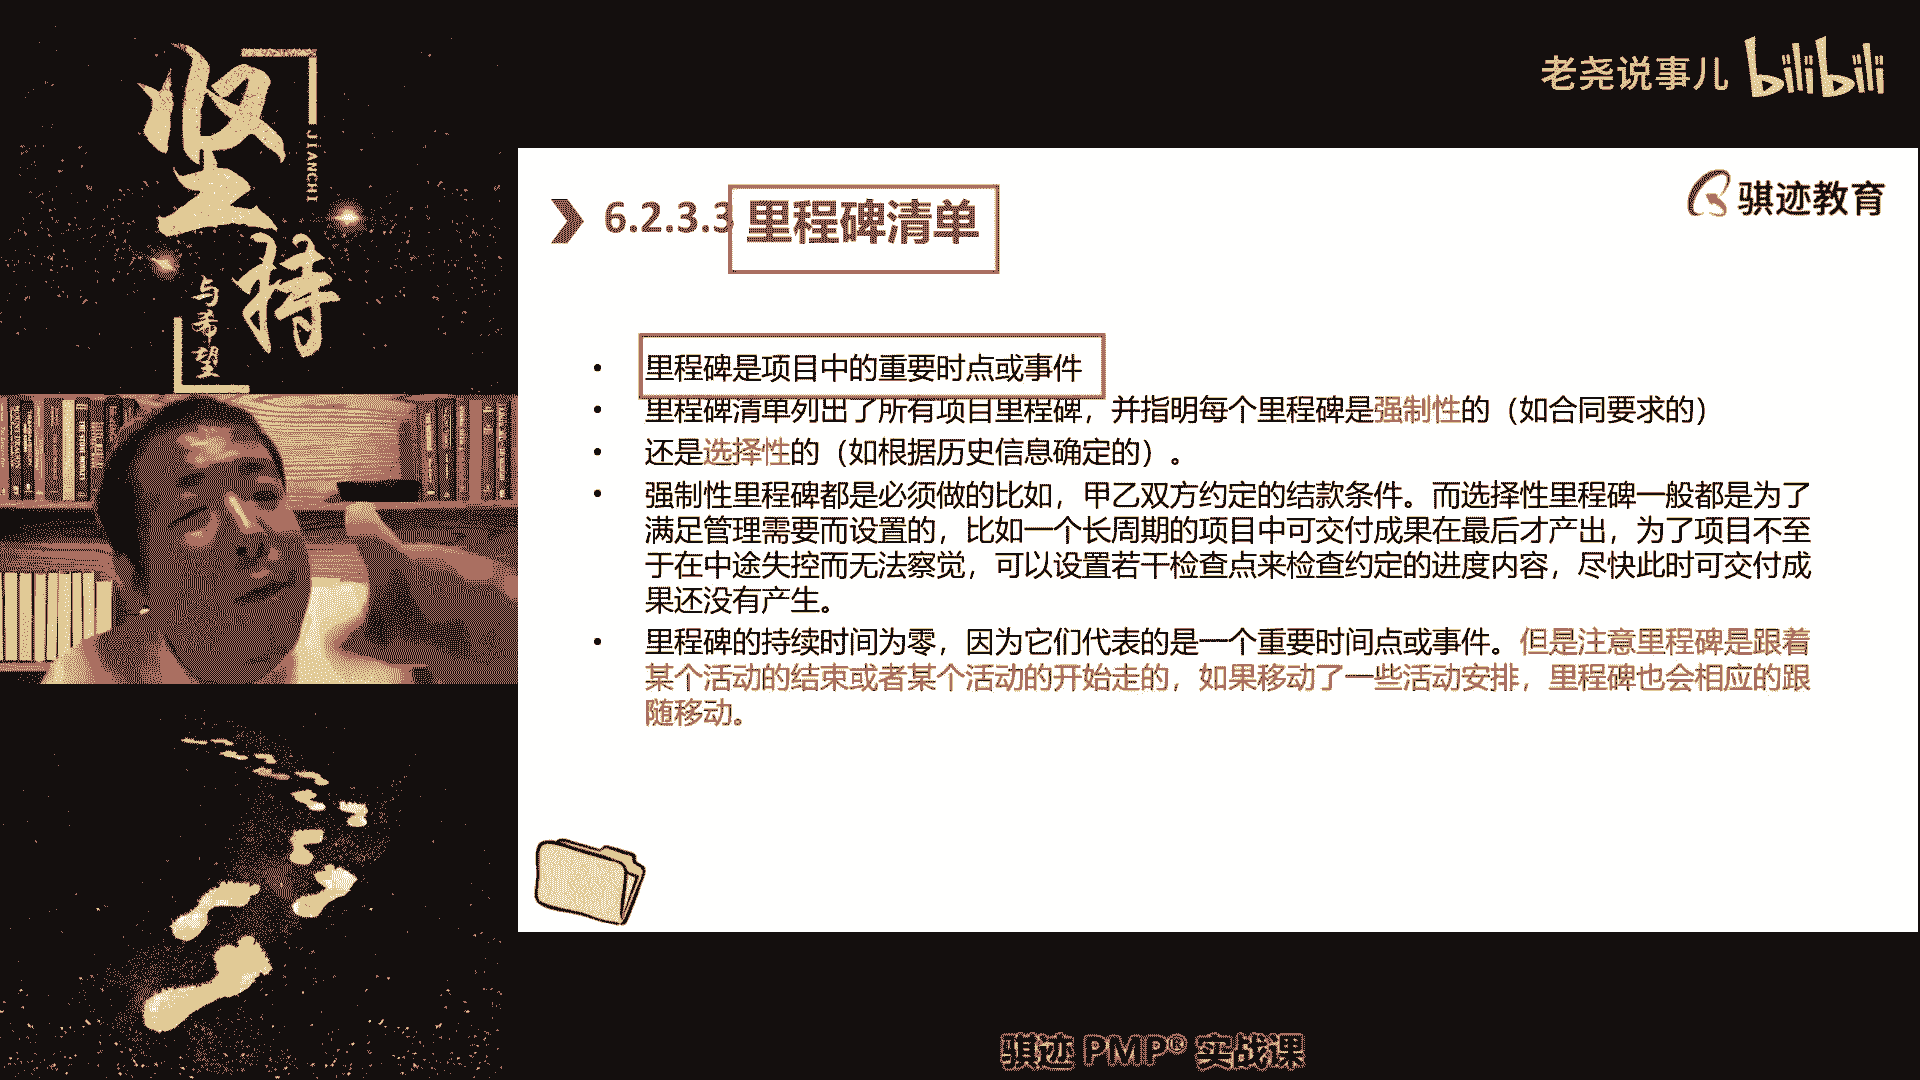 坚持
JIANCHI
与希望
老尧说事儿 bilibili
骐迹教育
6.2.3.3 里程碑清单
• 里程碑是项目中的重要时点或事件
• 里程碑清单列出了所有项目里程碑，并指明每个里程碑是强制性的（如合同要求的）
• 还是选择性的（如根据历史信息确定的）。
• 强制性里程碑都是必须做的比如，甲乙双方约定的结款条件。而选择性里程碑一般都是为了
满足管理需要而设置的，比如一个长周期的项目中可交付成果在最后才产出，为了项目不至
于在中途失控而无法察觉，可以设置若干检查点来检查约定的进度内容，尽快此时可交付成
果还没有产生。
• 里程碑的持续时间为零，因为它们代表的是一个重要时间点或事件。但是注意里程碑是跟着
某个活动的结束或者某个活动的开始走的，如果移动了一些活动安排，里程碑也会相应的跟
随移动。
骐迹 PMP® 实战课